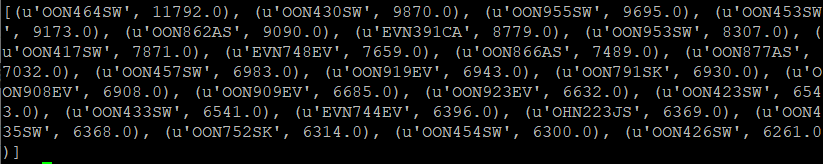 [(u'OON464SW', 11792.0), (u'OON430SW', 9870.0), (u'OON955SW', 9695.0), (u'OON453SW
', 9173.0), (u'OON862AS', 9090.0), (u'EVN391CA', 8779.0), (u'OON953SW', 8307.0), (
u'OON417SW', 7871.0), (u'EVN748EV', 7659.0), (u'OON866AS', 7489.0), (u'OON877AS',
7032.0), (u'OON457SW', 6983.0), (u'OON919EV', 6943.0), (u'OON791SK', 6930.0), (u'O
ON908EV', 6908.0), (u'OON909EV', 6685.0), (u'OON923EV', 6632.0), (u'OON423SW', 654
3.0), (u'OON433SW', 6541.0), (u'EVN744EV', 6396.0), (u'OHN223JS', 6369.0), (u'OON4
35SW', 6368.0), (u'OON752SK', 6314.0), (u'OON454SW', 6300.0), (u'OON426SW', 6261.0
)]